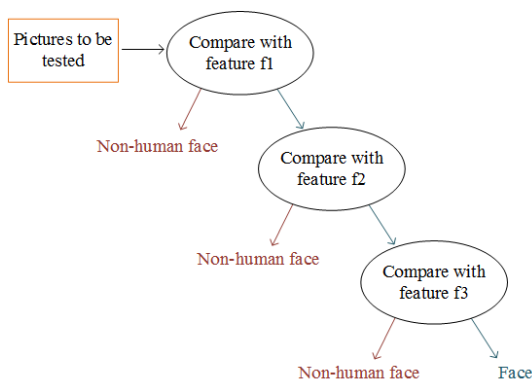 Pictures to be
tested
Compare with
feature f1
Non-human face
Compare with
feature f2
Non-human face
Compare with
feature f3
Non-human face
Face